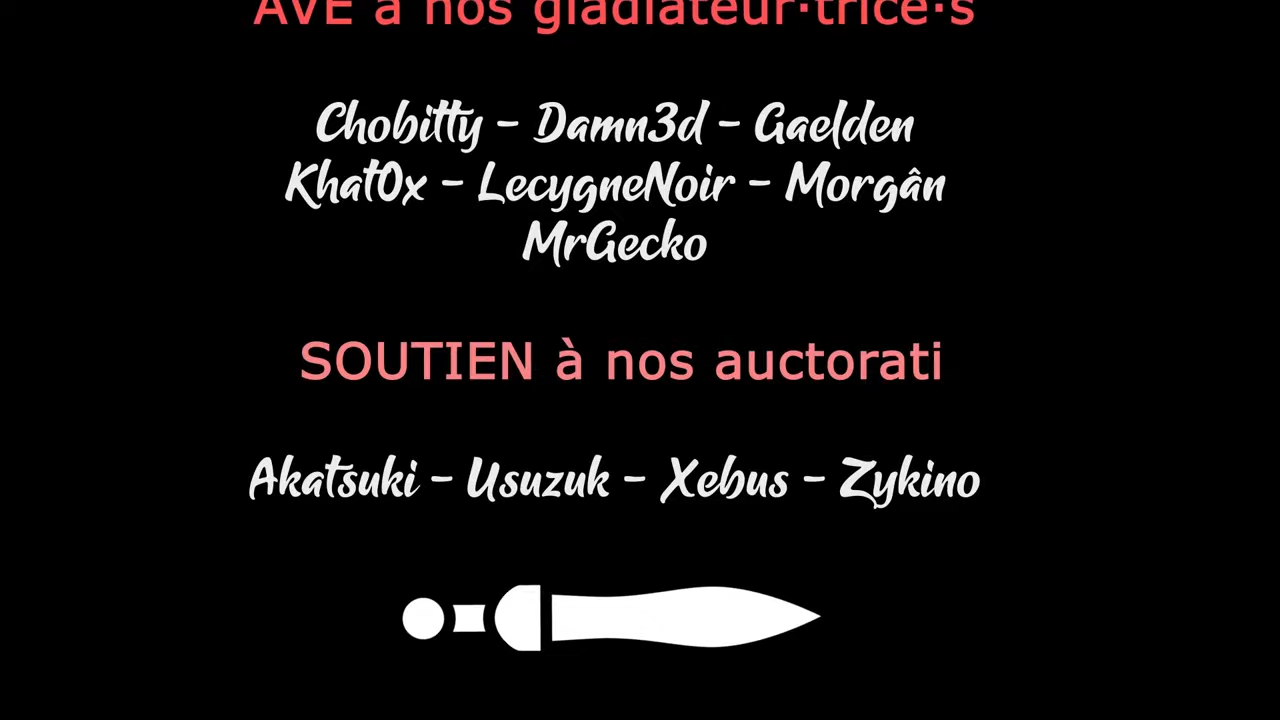 AVE à nos gladiateur·trice·s
Chobitty - Damn3d - Gaelden
Khat0x - LecygneNoir - Morgân
MrGecko
SOUTIEN à nos auctorati
Akatsuki - Usuzuk - Xebus - Zykino